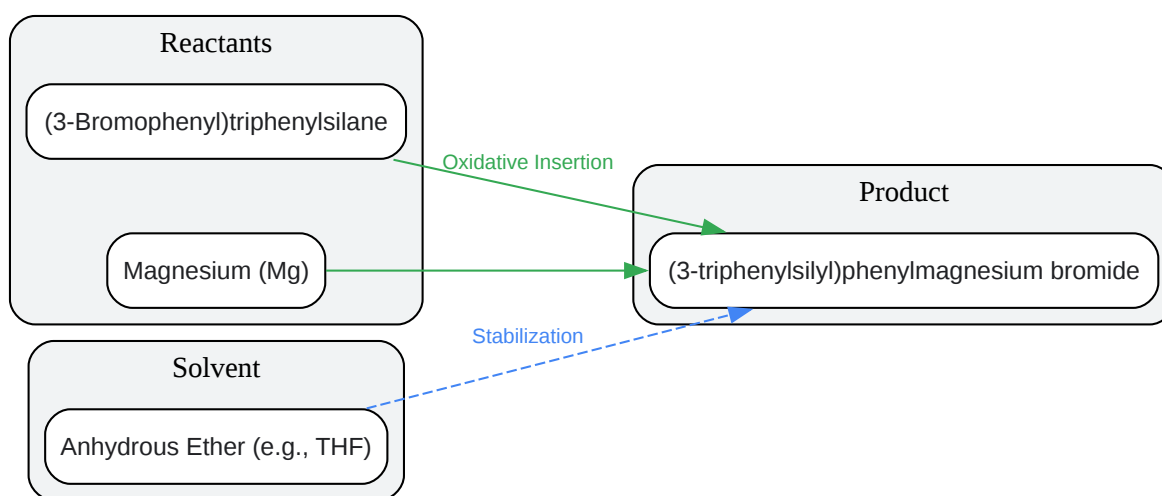 Reactants
(3-Bromophenyl)triphenylsilane
Oxidative Insertion
Magnesium (Mg)
Product
(3-triphenylsilyl)phenylmagnesium bromide
Stabilization
Solvent
Anhydrous Ether (e.g., THF)